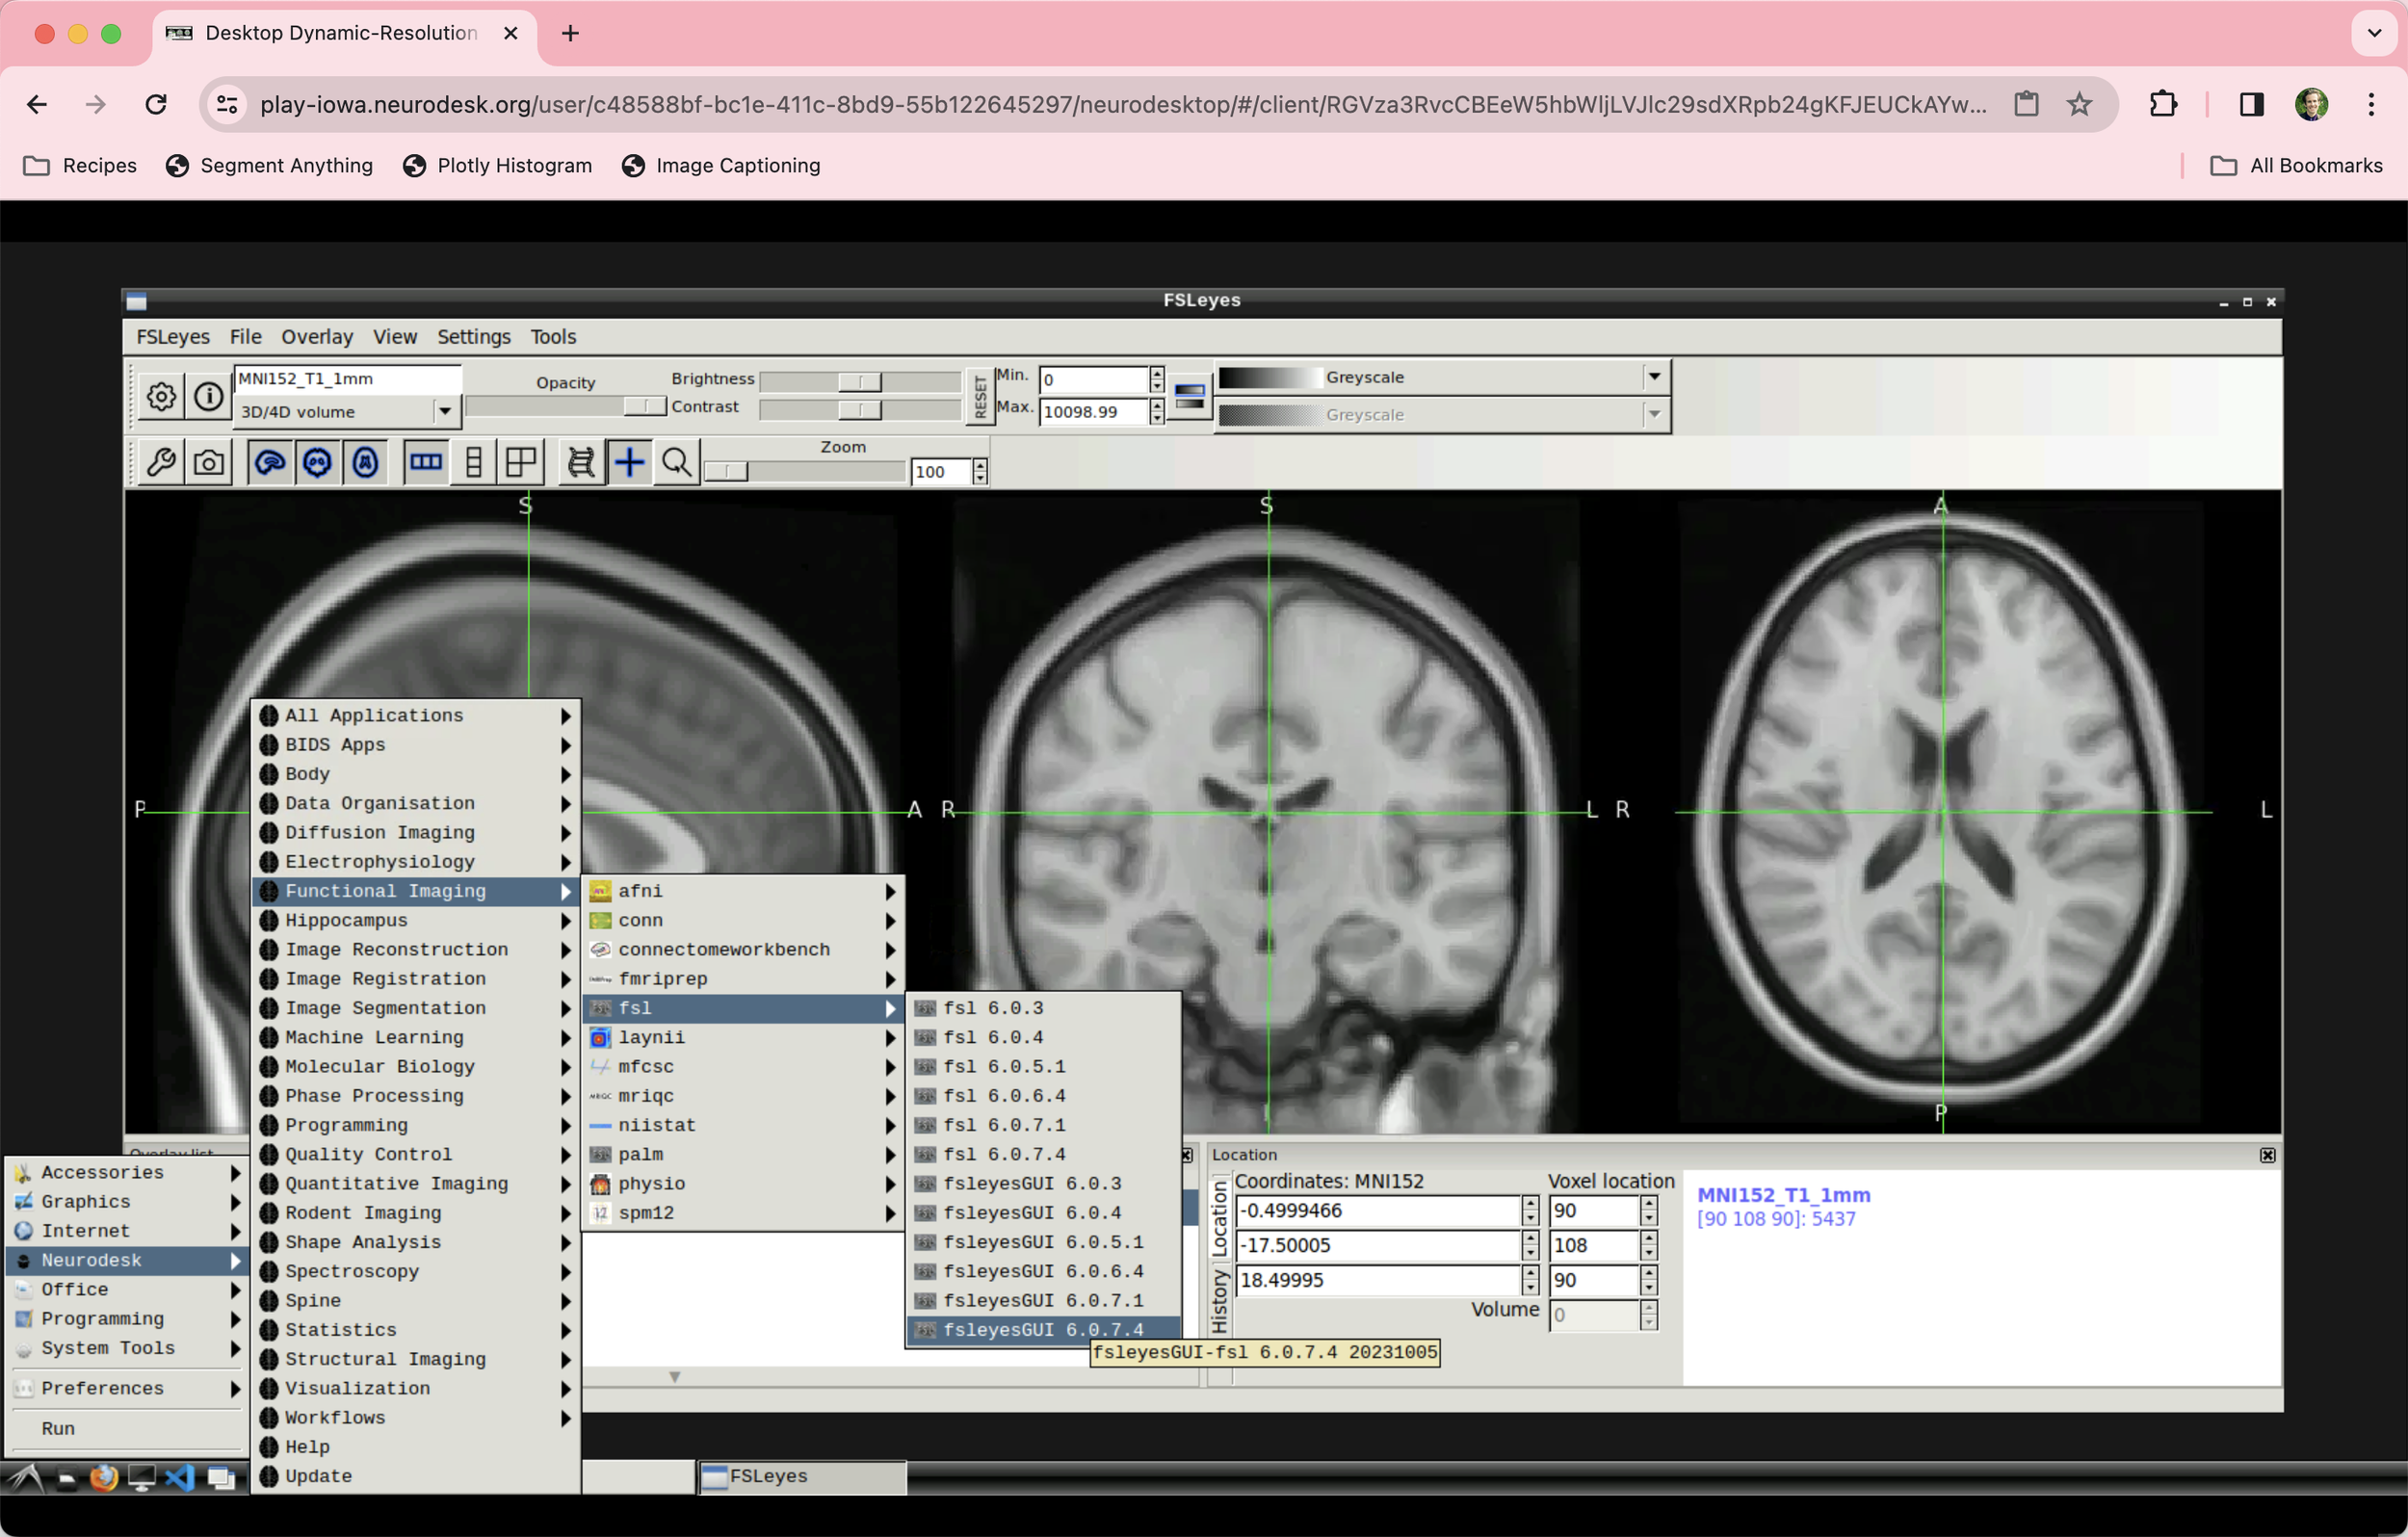 Desktop Dynamic-Resolution
play-iowa.neurodesk.org/user/c48588bf-bc1e-411c-8bd9-55b122645297/neurodesktop/#/client/RGVza3RvcCBEeW5hbWljLVJlc29sdXRpb24gKFJEUCkAYw...
Recipes Segment Anything Plotly Histogram Image Captioning All Bookmarks
FSLeyes
FSLeyes File Overlay View Settings Tools
MNI152_T1_1mm
3D/4D volume
Opacity
Brightness
Contrast
RESET
Min. 0
Max. 10098.99
Greyscale
Greyscale
Zoom
100
S
S
A
P
A
R
L
R
L
P
All Applications
BIDS Apps
Body
Data Organisation
Diffusion Imaging
Electrophysiology
Functional Imaging
Hippocampus
Image Reconstruction
Image Registration
Image Segmentation
Machine Learning
Molecular Biology
Phase Processing
Programming
Quality Control
Quantitative Imaging
Rodent Imaging
Shape Analysis
Spectroscopy
Spine
Statistics
Structural Imaging
Visualization
Workflows
Help
Update
afni
conn
connectomeworkbench
fmriprep
fsl
laynii
mfcsc
mriqc
niistat
palm
physio
spm12
fsl 6.0.3
fsl 6.0.4
fsl 6.0.5.1
fsl 6.0.6.4
fsl 6.0.7.1
fsl 6.0.7.4
fsleyesGUI 6.0.3
fsleyesGUI 6.0.4
fsleyesGUI 6.0.5.1
fsleyesGUI 6.0.6.4
fsleyesGUI 6.0.7.1
fsleyesGUI 6.0.7.4
fsleyesGUI-fsl 6.0.7.4 20231005
Overlay list
Accessories
Graphics
Internet
Neurodesk
Office
Programming
System Tools
Preferences
Run
Location
Location
History
Coordinates: MNI152 Voxel location
-0.4999466 90
-17.50005 108
18.49995 90
Volume 0
MNI152_T1_1mm
[90 108 90]: 5437
FSLeyes